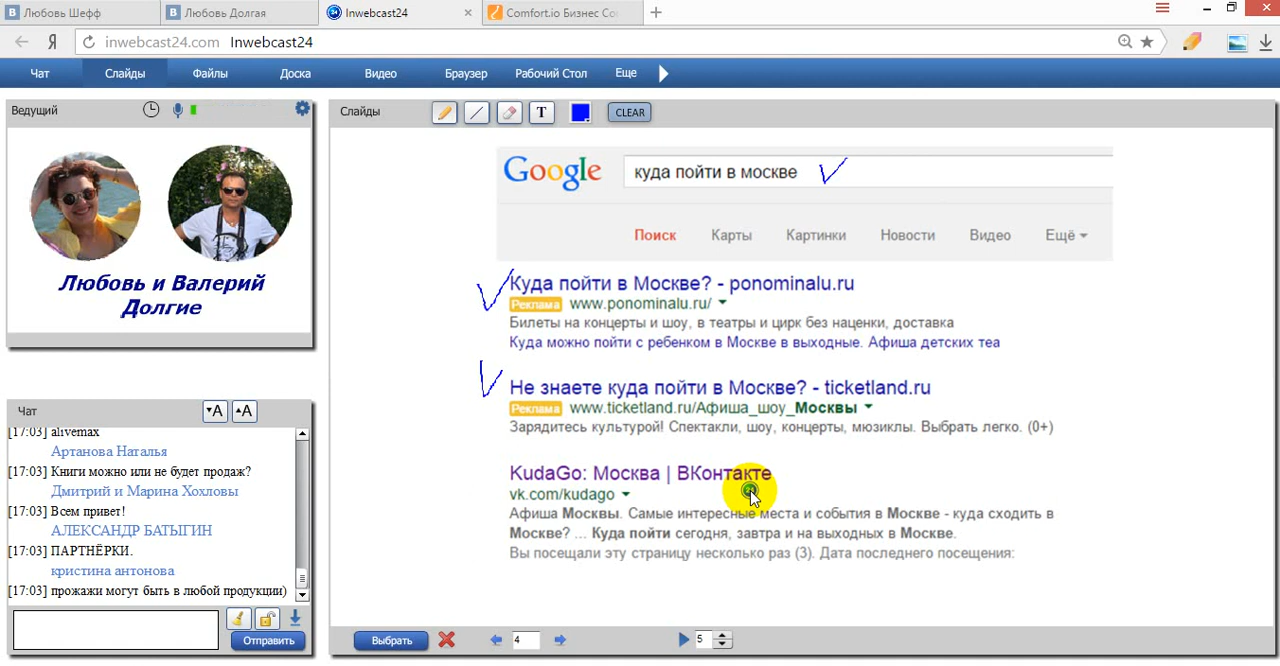 Любовь Шефф
Любовь Долгая
Inwebcast24
Comfort.io Бизнес Со
inwebcast24.com Inwebcast24
Чат
Слайды
Файлы
Доска
Видео
Браузер
Рабочий Стол
Еще
Ведущий
Любовь и Валерий
Долгие
Чат
▾A
▴A
[17:03] alivemax
Артанова Наталья
[17:03] Книги можно или не будет продаж?
Дмитрий и Марина Хохловы
[17:03] Всем привет!
АЛЕКСАНДР БАТЫГИН
[17:03] ПАРТНЁРКИ.
кристина антонова
[17:03] прожажи могут быть в любой продукции)
Отправить
Слайды
T
CLEAR
Google
куда пойти в москве
Поиск
Карты
Картинки
Новости
Видео
Ещё
Куда пойти в Москве? - ponominalu.ru
Реклама www.ponominalu.ru/
Билеты на концерты и шоу, в театры и цирк без наценки, доставка
Куда можно пойти с ребенком в Москве в выходные. Афиша детских теа
Не знаете куда пойти в Москве? - ticketland.ru
Реклама www.ticketland.ru/Афиша_шоу_Москвы
Зарядитесь культурой! Спектакли, шоу, концерты, мюзиклы. Выбрать легко. (0+)
KudaGo: Москва | ВКонтакте
vk.com/kudago
Афиша Москвы. Самые интересные места и события в Москве - куда сходить в
Москве? ... Куда пойти сегодня, завтра и на выходных в Москве.
Вы посещали эту страницу несколько раз (3). Дата последнего посещения:
Выбрать
4
5